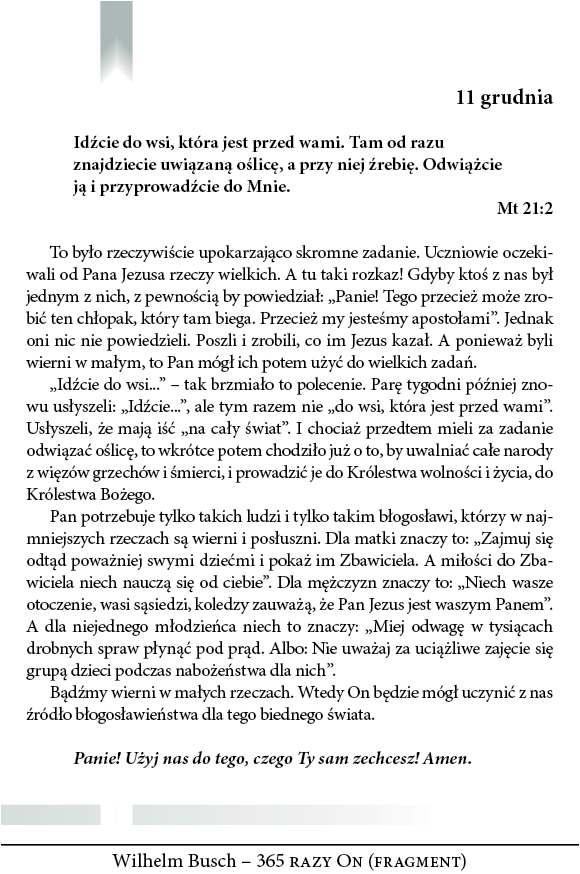 11 grudnia
Idźcie do wsi, która jest przed wami. Tam od razu
znajdziecie uwiązaną oślicę, a przy niej źrebię. Odwiążcie
ją i przyprowadźcie do Mnie.
Mt 21:2
To było rzeczywiście upokarzająco skromne zadanie. Uczniowie oczeki-
wali od Pana Jezusa rzeczy wielkich. A tu taki rozkaz! Gdyby ktoś z nas był
jednym z nich, z pewnością by powiedział: „Panie! Tego przecież może zro-
bić ten chłopak, który tam biega. Przecież my jesteśmy apostołami”. Jednak
oni nic nie powiedzieli. Poszli i zrobili, co im Jezus kazał. A ponieważ byli
wierni w małym, to Pan mógł ich potem użyć do wielkich zadań.
„Idźcie do wsi...” – tak brzmiało to polecenie. Parę tygodni później zno-
wu usłyszeli: „Idźcie...”, ale tym razem nie „do wsi, która jest przed wami”.
Usłyszeli, że mają iść „na cały świat”. I chociaż przedtem mieli za zadanie
odwiązać oślicę, to wkrótce potem chodziło już o to, by uwalniać całe narody
z więzów grzechów i śmierci, i prowadzić je do Królestwa wolności i życia, do
Królestwa Bożego.
Pan potrzebuje tylko takich ludzi i tylko takim błogosławi, którzy w naj-
mniejszych rzeczach są wierni i posłuszni. Dla matki znaczy to: „Zajmuj się
odtąd poważniej swymi dziećmi i pokaż im Zbawiciela. A miłości do Zba-
wiciela niech nauczą się od ciebie”. Dla mężczyzn znaczy to: „Niech wasze
otoczenie, wasi sąsiedzi, koledzy zauważą, że Pan Jezus jest waszym Panem”.
A dla niejednego młodzieńca niech to znaczy: „Miej odwagę w tysiącach
drobnych spraw płynąć pod prąd. Albo: Nie uważaj za uciążliwe zajęcie się
grupą dzieci podczas nabożeństwa dla nich”.
Bądźmy wierni w małych rzeczach. Wtedy On będzie mógł uczynić z nas
źródło błogosławieństwa dla tego biednego świata.
Panie! Użyj nas do tego, czego Ty sam zechcesz! Amen.
Wilhelm Busch – 365 razy On (fragment)